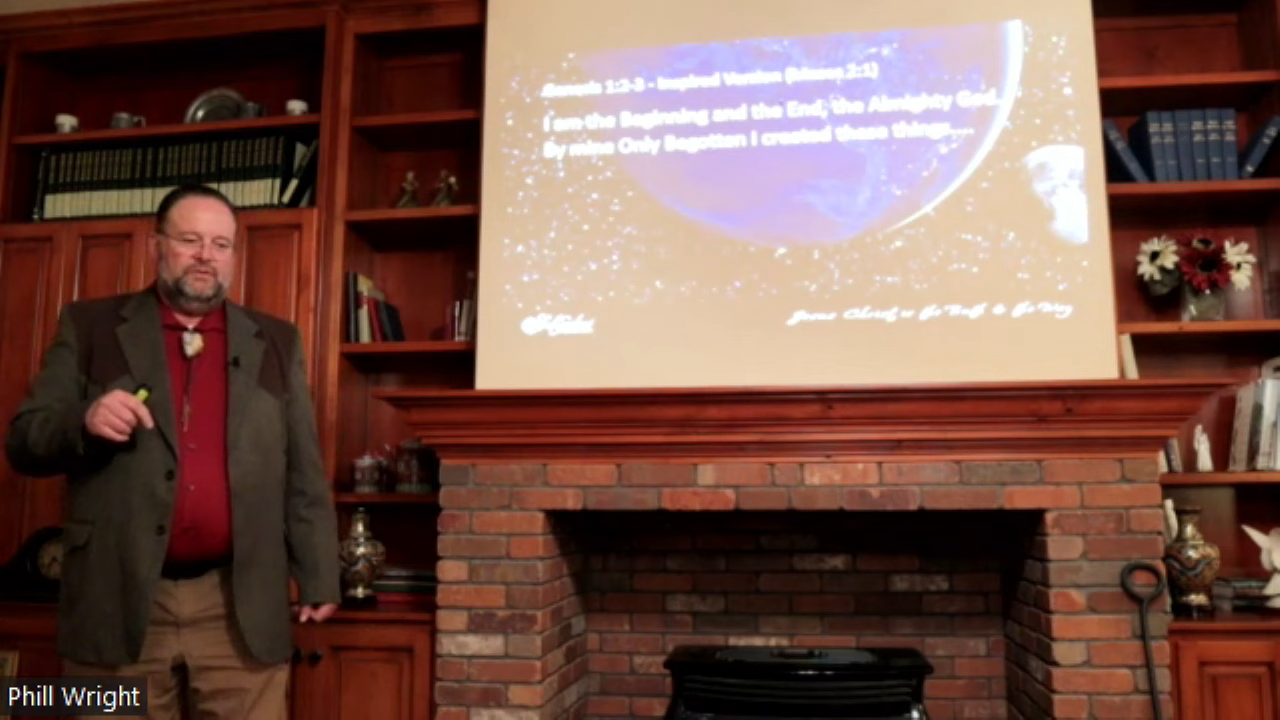 Genesis 1:2-3 - Inspired Version (Moses 2:1)
I am the Beginning and the End, the Almighty God.
By mine Only Begotten I created these things....
Jesus Christ is the Truth & the Way
Phill Wright